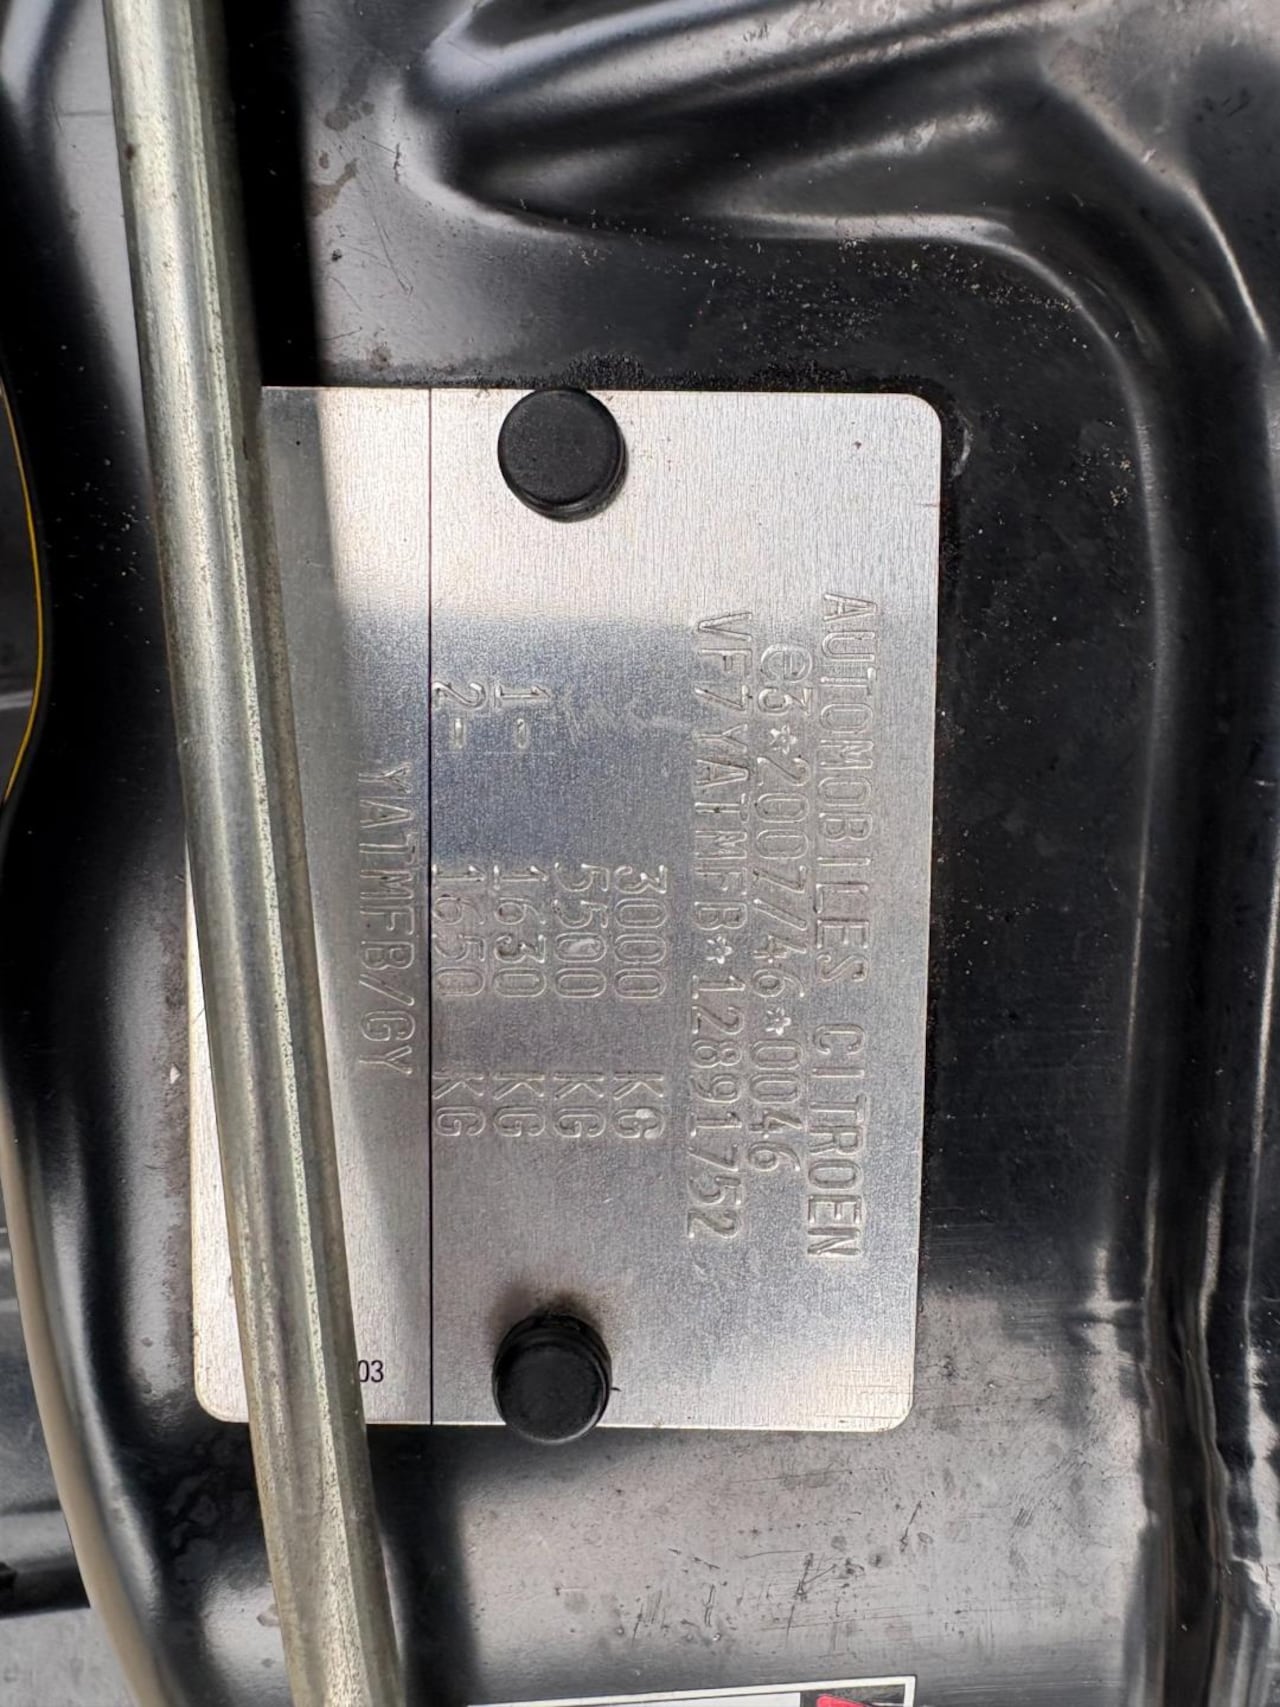 AUTOMOBILES CITROEN
e3*2007/46*0046
VF7YATMFB*12891752
3000 KG
5500 KG
1- 1630 KG
2- 1650 KG
YATMFB/GY
03